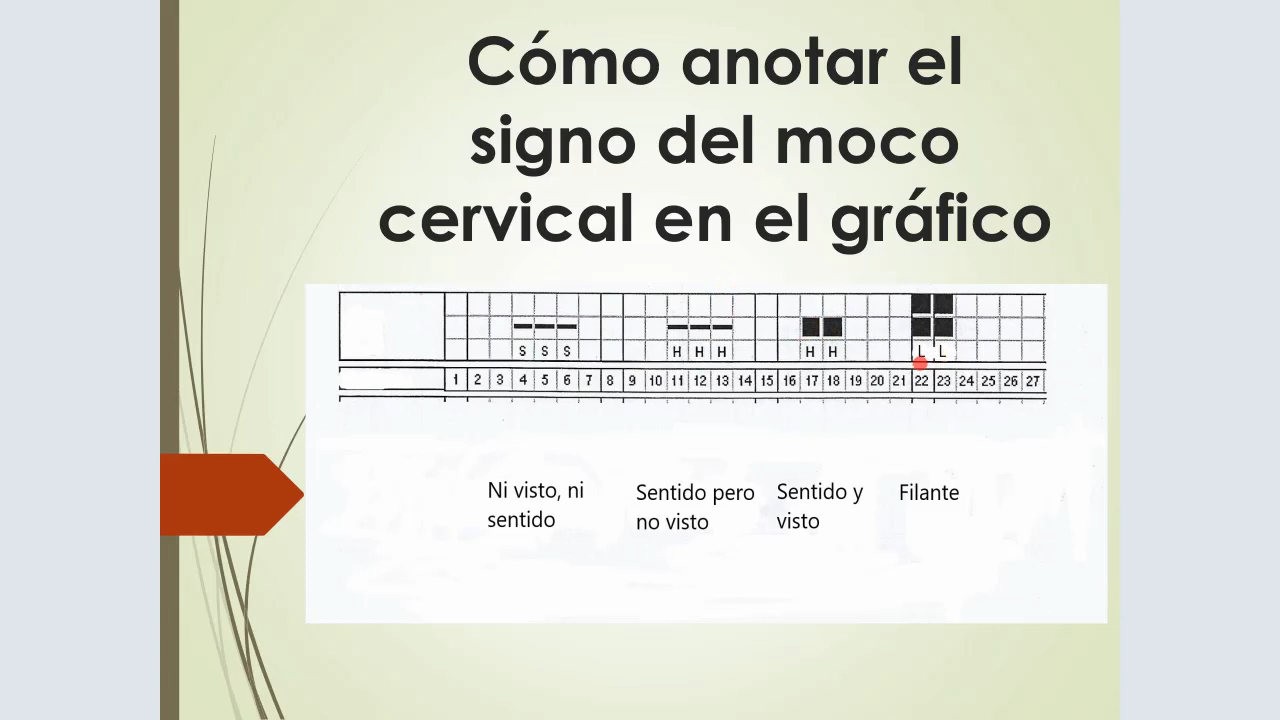 Cómo anotar el
signo del moco
cervical en el gráfico
S S S H H H H H L L
1 2 3 4 5 6 7 8 9 10 11 12 13 14 15 16 17 18 19 20 21 22 23 24 25 26 27
Ni visto, ni
sentido
Sentido pero
no visto
Sentido y
visto
Filante